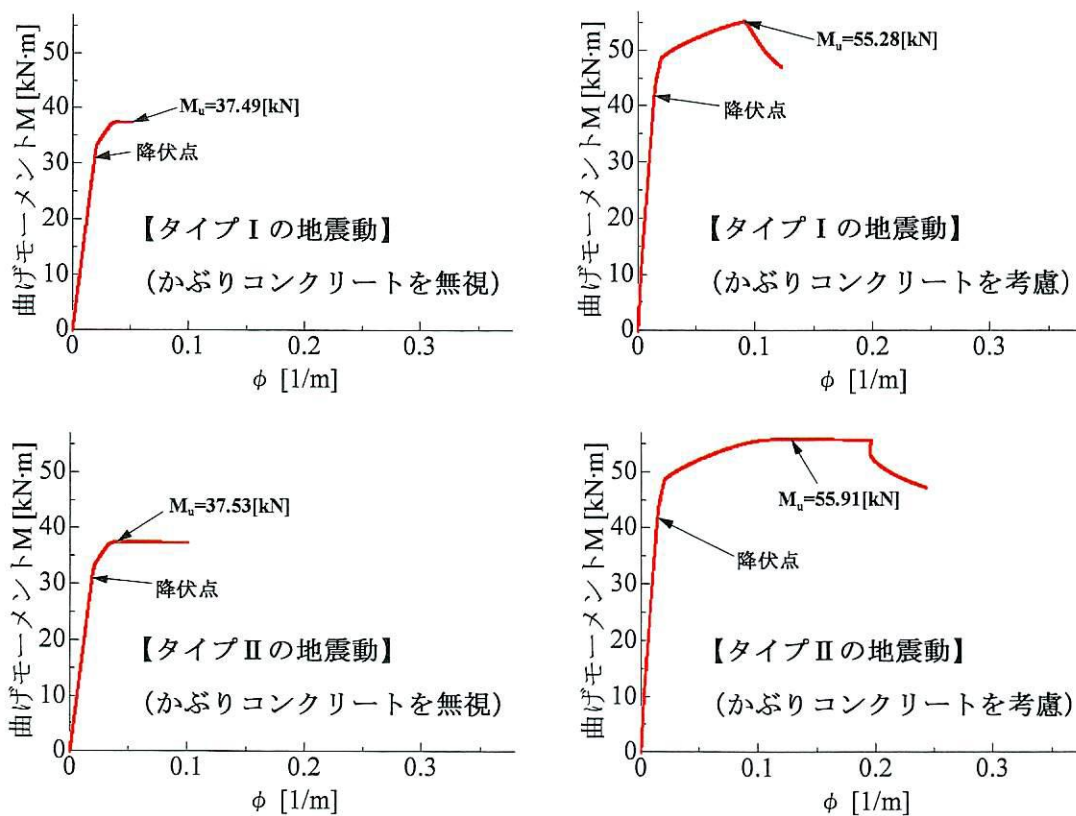 曲げモーメントM [kN·m]
50
40
30
20
10
0
Mu=37.49[kN]
降伏点
【タイプⅠの地震動】
(かぶりコンクリートを無視)
0
0.1
0.2
0.3
φ [1/m]
曲げモーメントM [kN·m]
50
40
30
20
10
0
Mu=55.28[kN]
降伏点
【タイプⅠの地震動】
(かぶりコンクリートを考慮)
0
0.1
0.2
0.3
φ [1/m]
曲げモーメントM [kN·m]
50
40
30
20
10
0
Mu=37.53[kN]
降伏点
【タイプⅡの地震動】
(かぶりコンクリートを無視)
0
0.1
0.2
0.3
φ [1/m]
曲げモーメントM [kN·m]
50
40
30
20
10
0
Mu=55.91[kN]
降伏点
【タイプⅡの地震動】
(かぶりコンクリートを考慮)
0
0.1
0.2
0.3
φ [1/m]